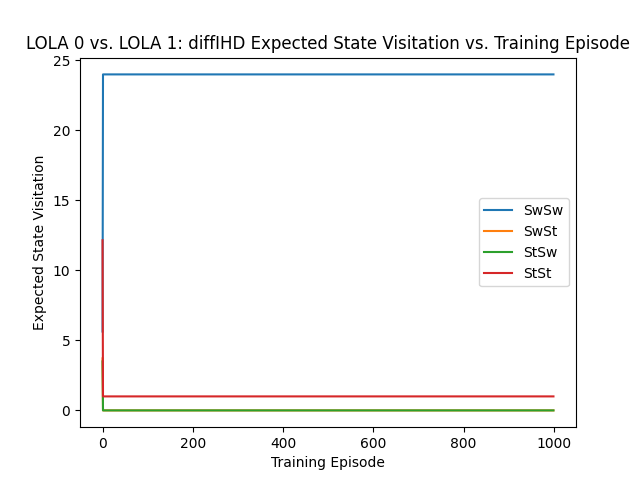 LOLA 0 vs. LOLA 1: diffIHD Expected State Visitation vs. Training Episode
25
20
15
10
5
0
Expected State Visitation
SwSw
SwSt
StSw
StSt
0 200 400 600 800 1000
Training Episode